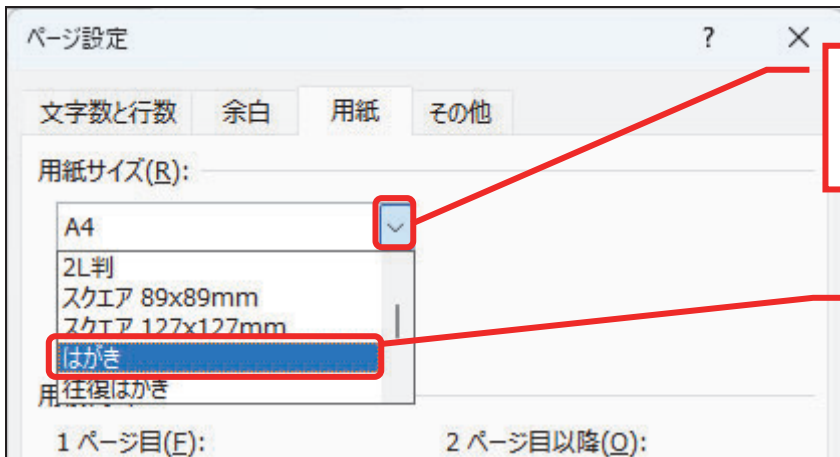 ページ設定 ?
文字数と行数 余白 用紙 その他
用紙サイズ(R):
A4
2L判
スクエア 89x89mm
スクエア 127x127mm
はがき
往復はがき
1 ページ目(F): 2 ページ目以降(O):